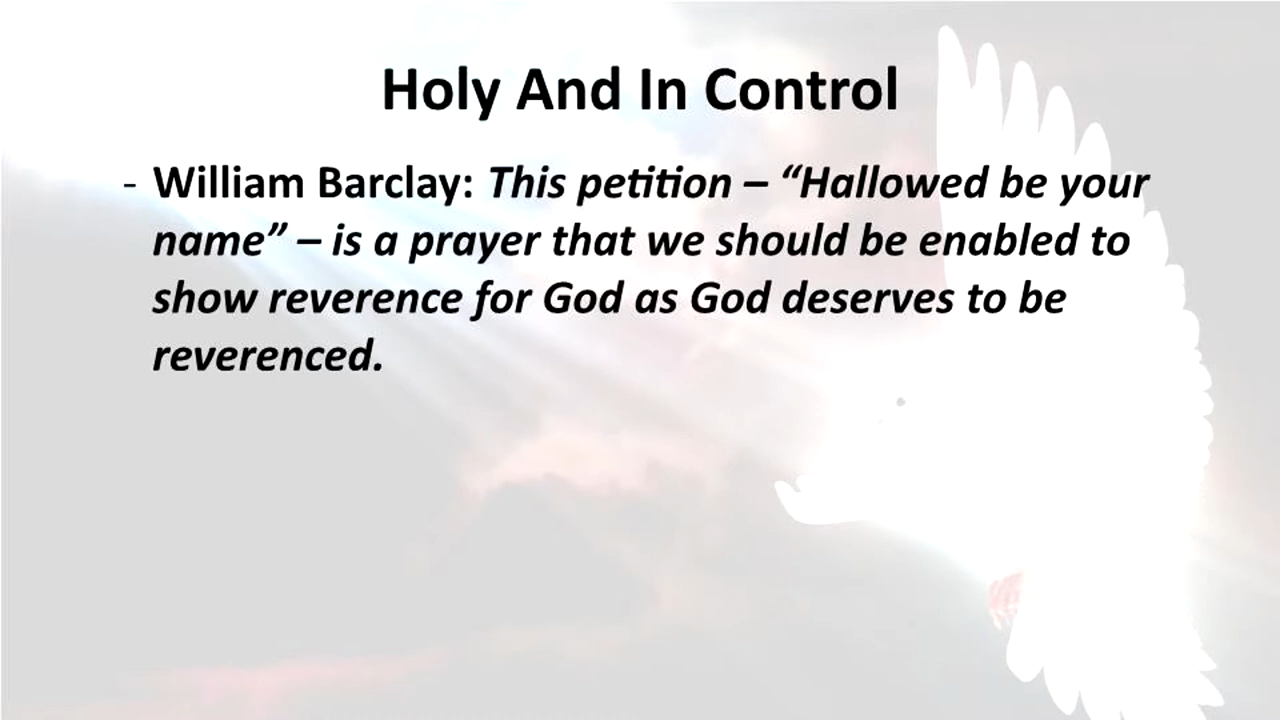 Holy And In Control
- William Barclay: This petition – “Hallowed be your
name” – is a prayer that we should be enabled to
show reverence for God as God deserves to be
reverenced.